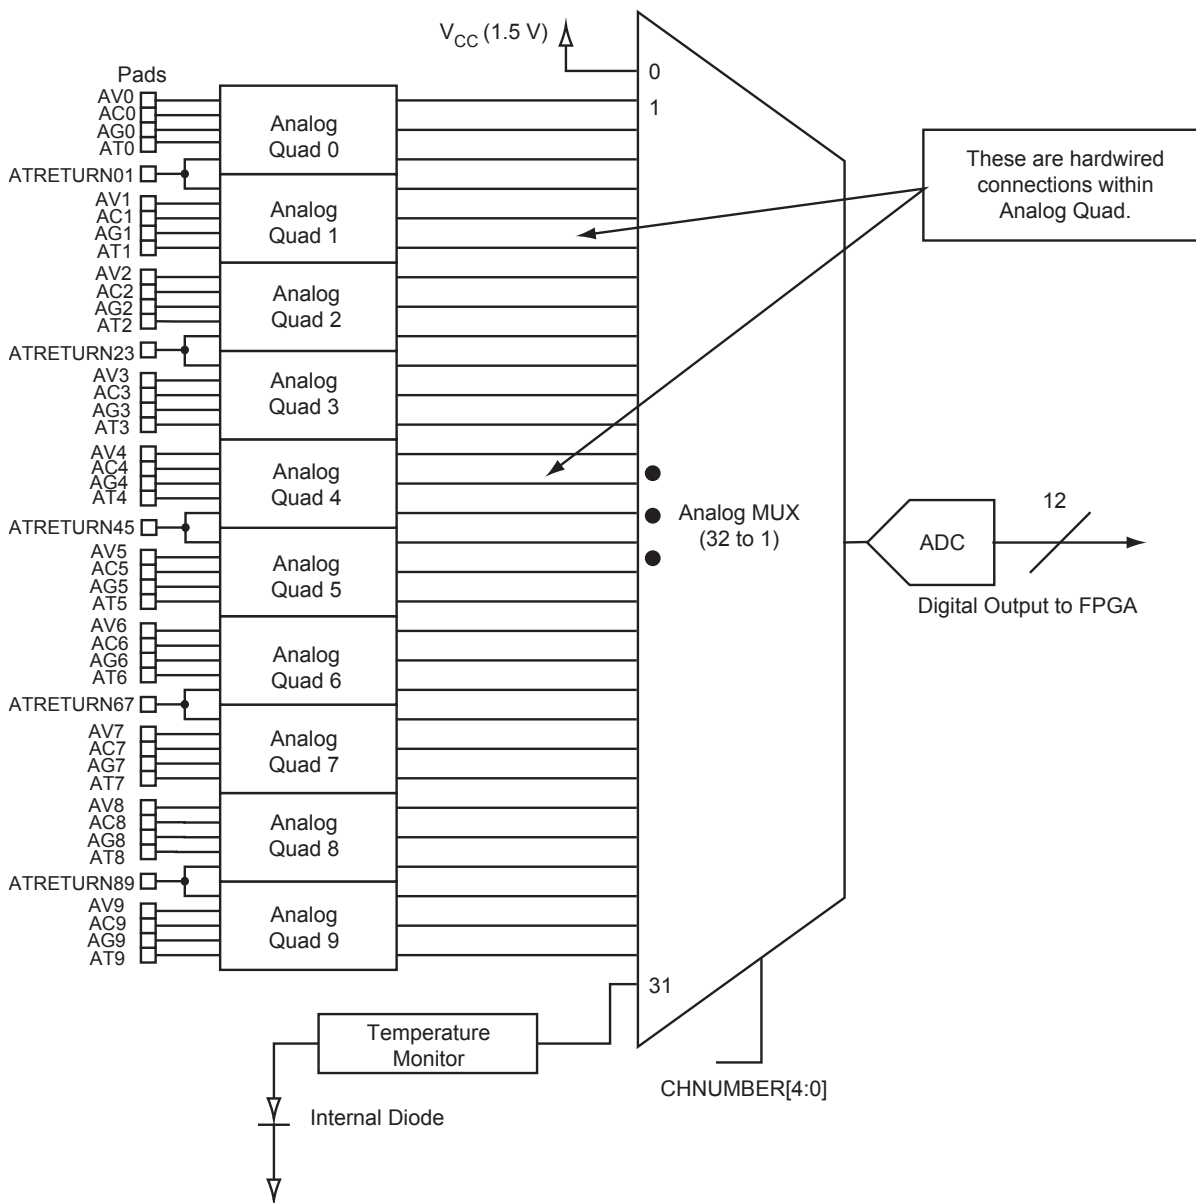 V_CC (1.5 V)
0
1
Pads
AV0
AC0
AG0
AT0
Analog
Quad 0
ATRETURN01
AV1
AC1
AG1
AT1
Analog
Quad 1
These are hardwired
connections within
Analog Quad.
AV2
AC2
AG2
AT2
Analog
Quad 2
ATRETURN23
AV3
AC3
AG3
AT3
Analog
Quad 3
AV4
AC4
AG4
AT4
Analog
Quad 4
ATRETURN45
Analog MUX
(32 to 1)
ADC
12
Digital Output to FPGA
AV5
AC5
AG5
AT5
Analog
Quad 5
AV6
AC6
AG6
AT6
Analog
Quad 6
ATRETURN67
AV7
AC7
AG7
AT7
Analog
Quad 7
AV8
AC8
AG8
AT8
Analog
Quad 8
ATRETURN89
AV9
AC9
AG9
AT9
Analog
Quad 9
31
Temperature
Monitor
CHNUMBER[4:0]
Internal Diode